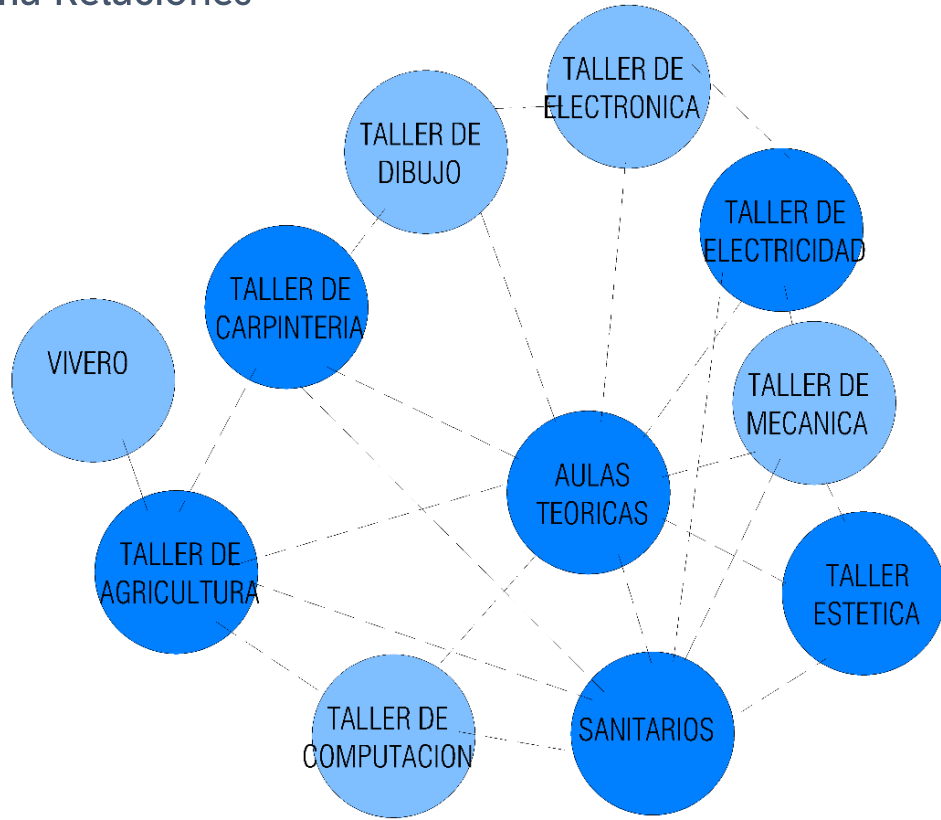 Relaciones
TALLER DE
ELECTRONICA
TALLER DE
DIBUJO
TALLER DE
ELECTRICIDAD
TALLER DE
CARPINTERIA
VIVERO
TALLER DE
MECANICA
AULAS
TEORICAS
TALLER DE
AGRICULTURA
TALLER
ESTETICA
TALLER DE
COMPUTACION
SANITARIOS